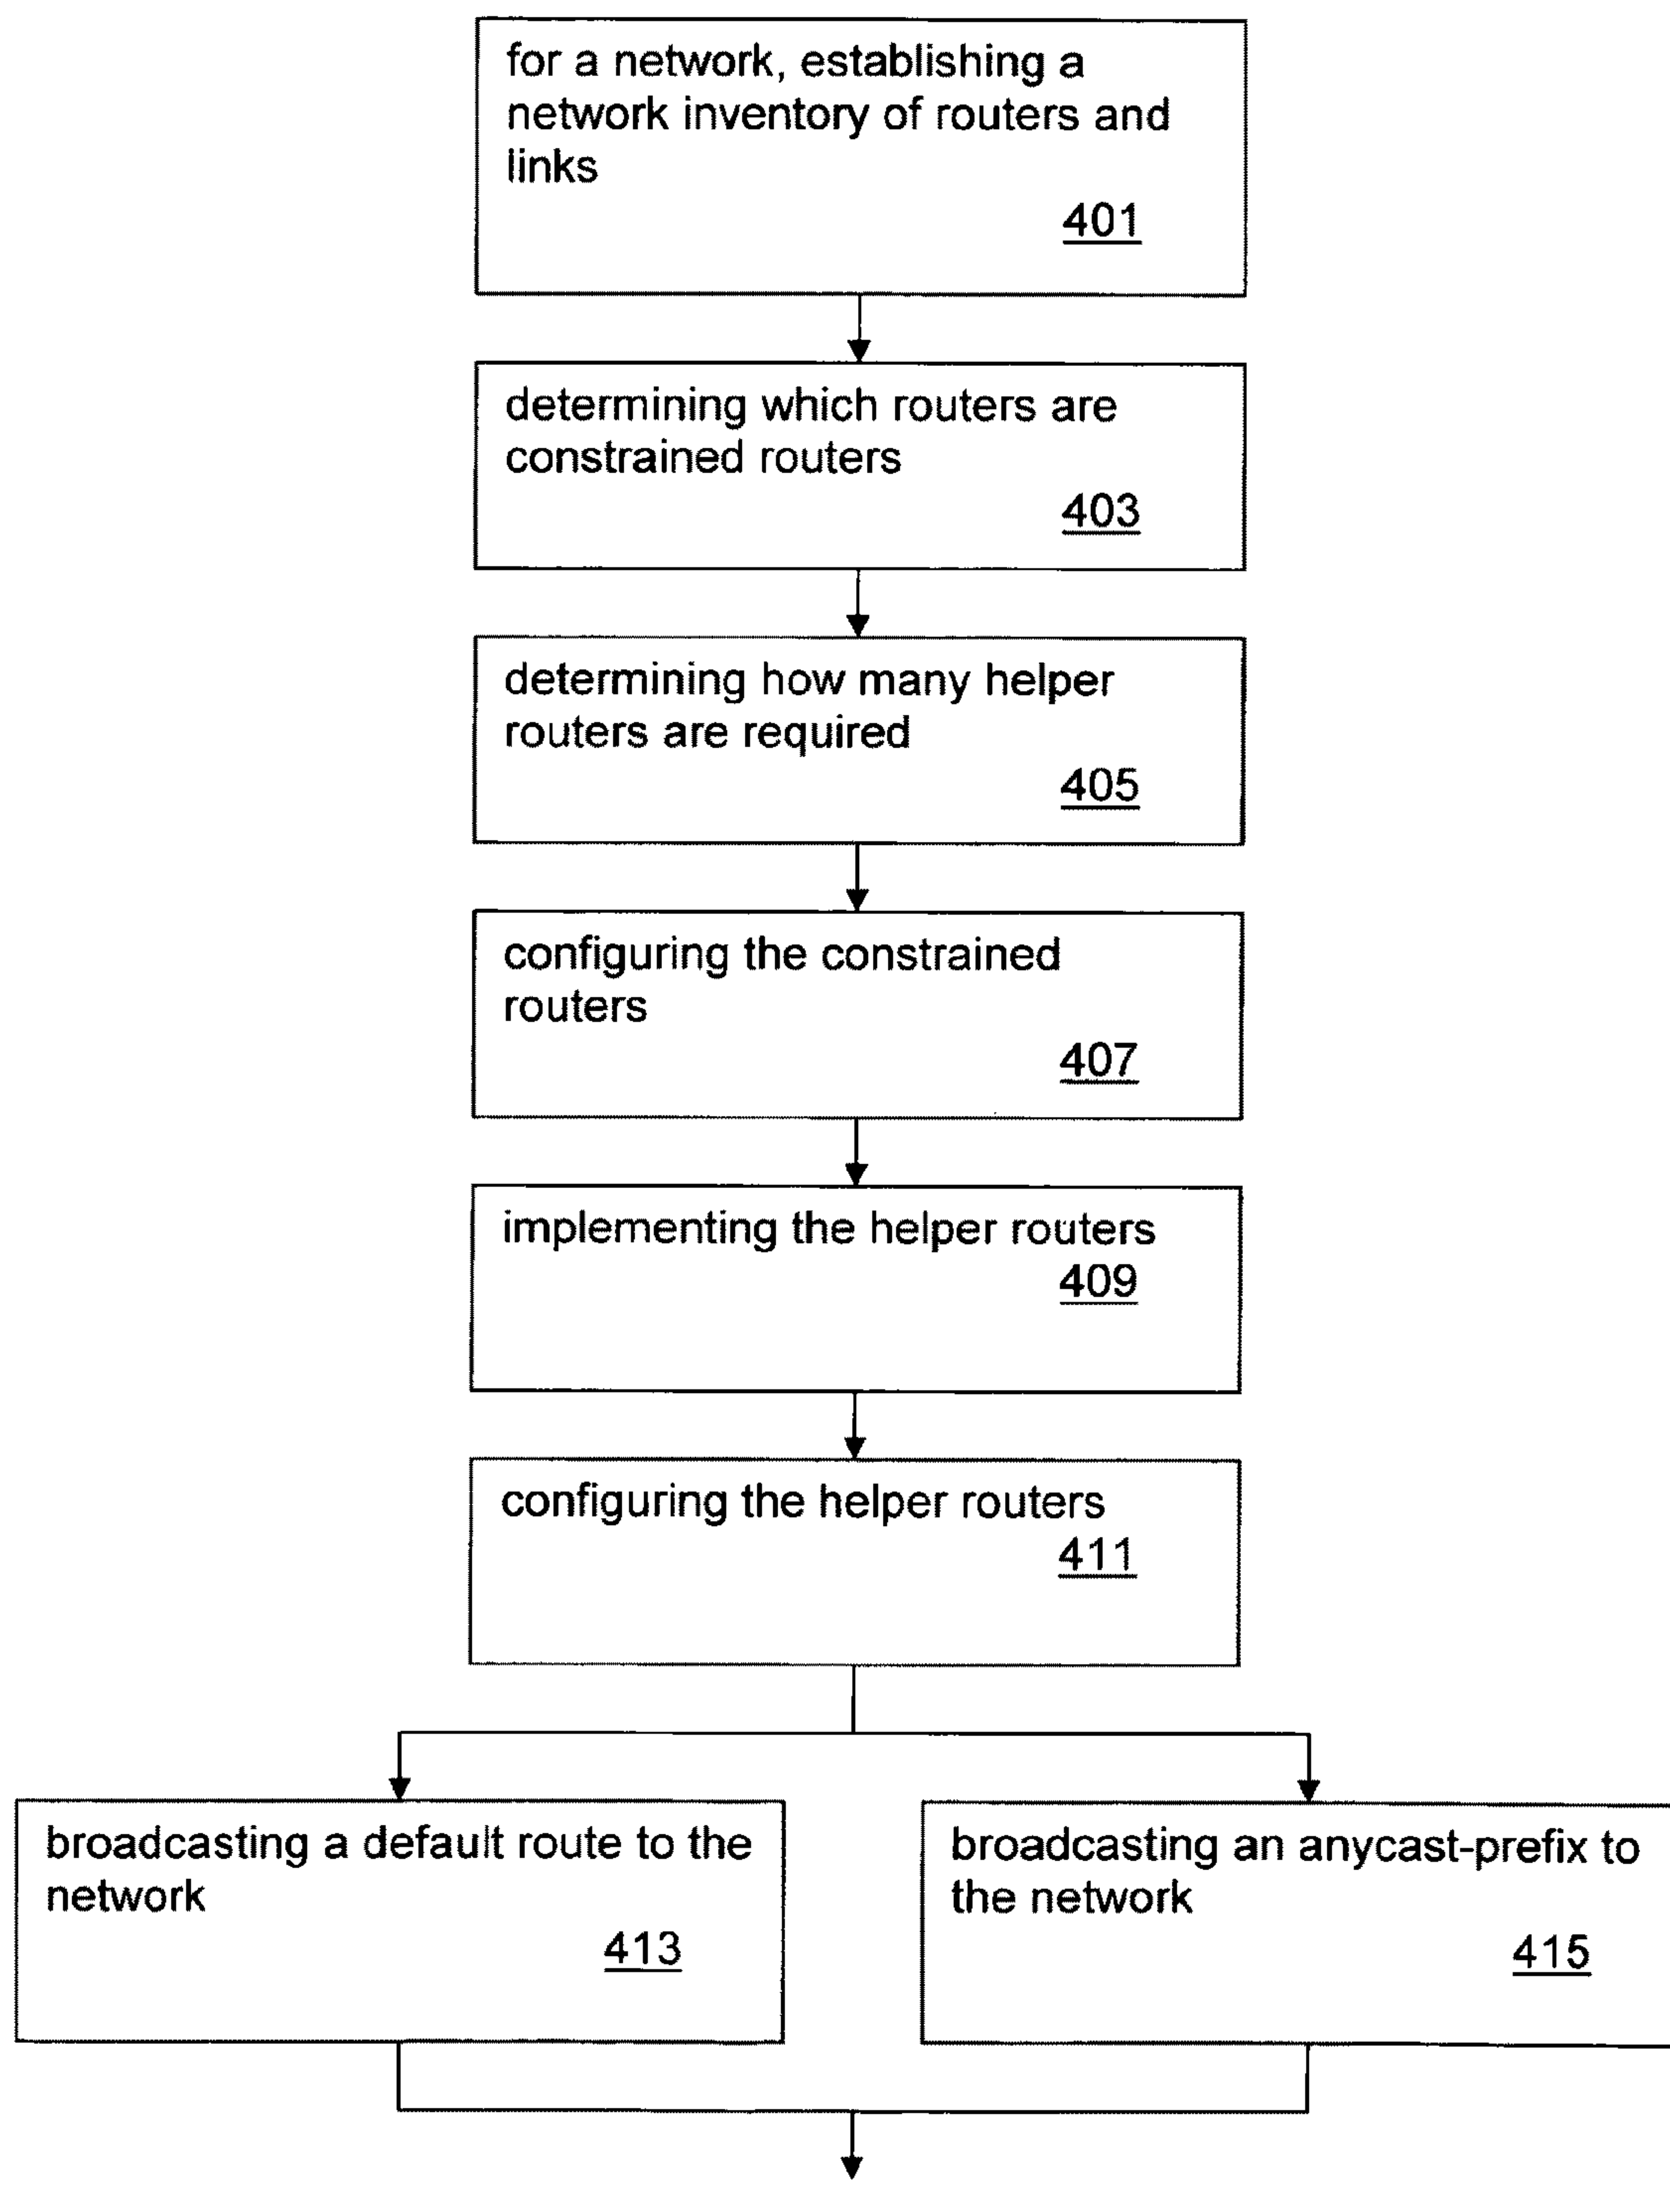 for a network, establishing a
network inventory of routers and
links
401
determining which routers are
constrained routers
403
determining how many helper
routers are required
405
configuring the constrained
routers
407
implementing the helper routers
409
configuring the helper routers
411
broadcasting a default route to the
network
413
broadcasting an anycast-prefix to
the network
415